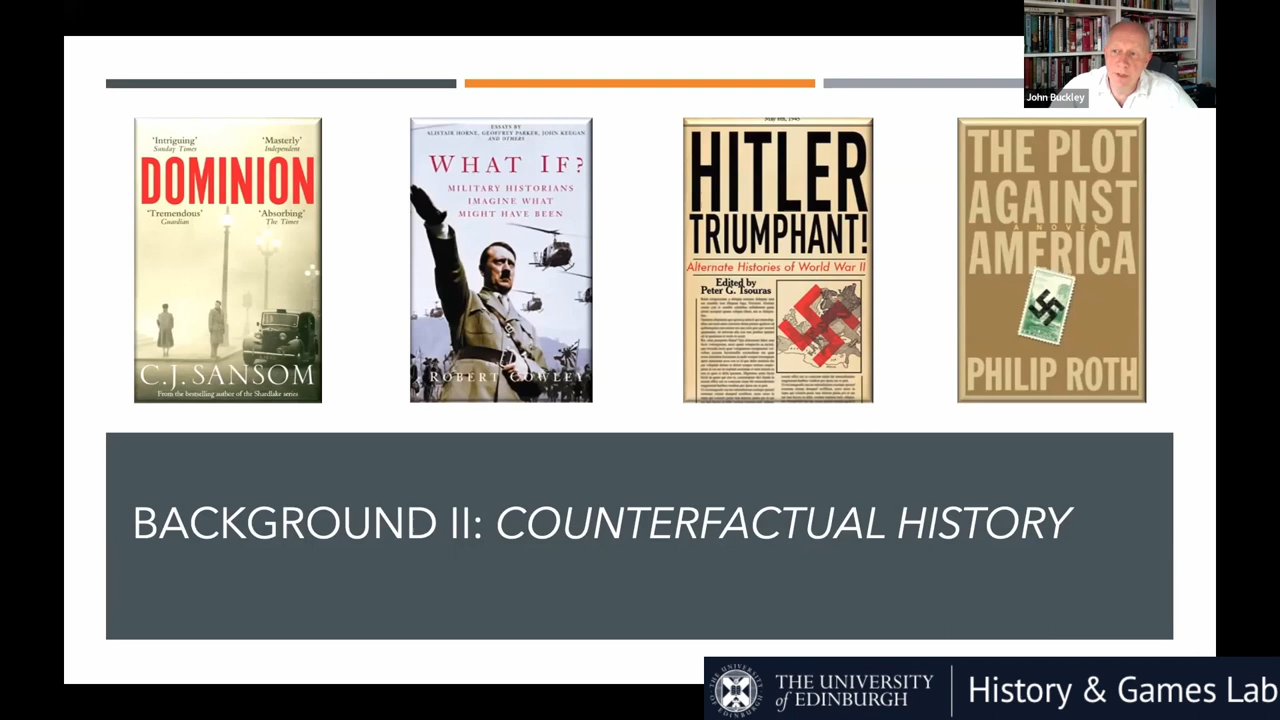 John Buckley
'Intriguing'
Sunday Times
'Masterly'
Independent
DOMINION
'Tremendous'
Guardian
'Absorbing'
The Times
C.J. SANSOM
From the bestselling author of the Shardlake series
ESSAYS BY
ALISTAIR HORNE, GEOFFREY PARKER, JOHN KEEGAN
AND OTHERS
WHAT IF?
MILITARY HISTORIANS
IMAGINE WHAT
MIGHT HAVE BEEN
ROBERT COWLEY
HITLER
TRIUMPHANT!
Alternate Histories of World War II
Edited by
Peter G. Tsouras
THE PLOT
AGAINST
A NOVEL
AMERICA
PHILIP ROTH
BACKGROUND II: COUNTERFACTUAL HISTORY
THE UNIVERSITY
of EDINBURGH
History & Games Lab